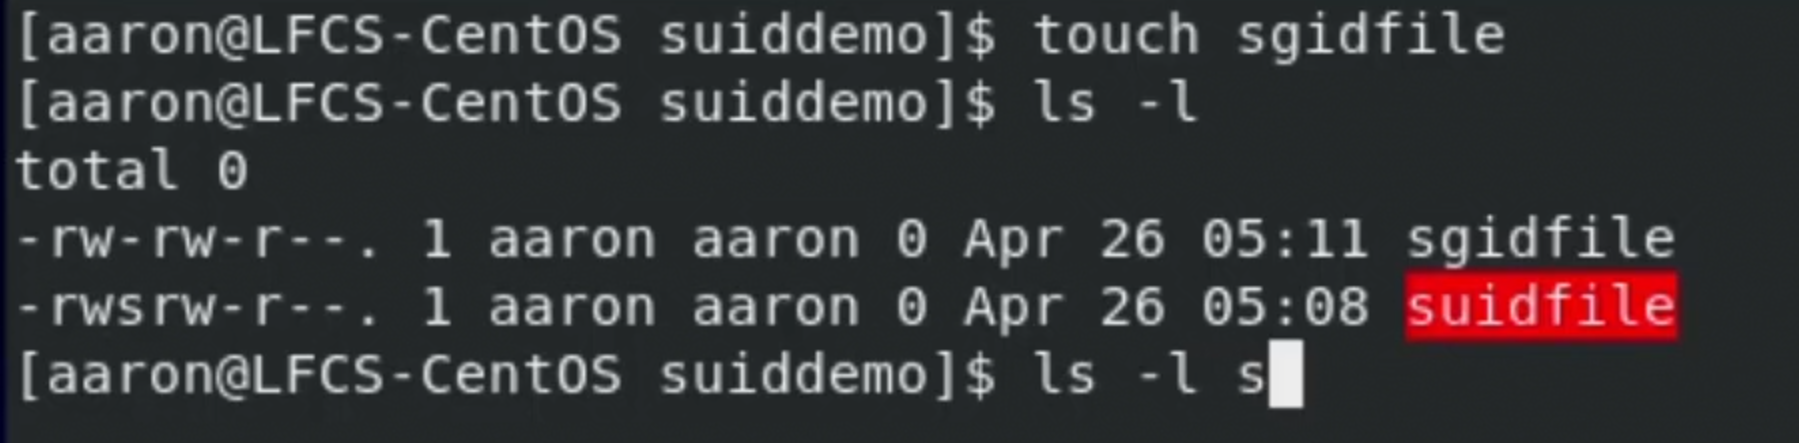 [aaron@LFCS-CentOS suiddemo]$ touch sgidfile
[aaron@LFCS-CentOS suiddemo]$ ls -l
total 0
-rw-rw-r--. 1 aaron aaron 0 Apr 26 05:11 sgidfile
-rwsrw-r--. 1 aaron aaron 0 Apr 26 05:08 suidfile
[aaron@LFCS-CentOS suiddemo]$ ls -l s